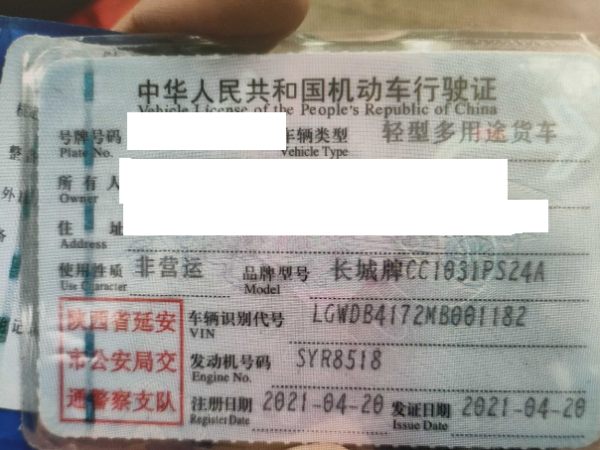 中华人民共和国机动车行驶证
Vehicle License of the People's Republic of China
号牌号码
Plate No.
车辆类型 轻型多用途货车
Vehicle Type
所有人
Owner
住址
Address
使用性质 非营运
Use Character
品牌型号 长城牌CC1031PS24A
Model
车辆识别代号 LGWDB4172MB001182
VIN
发动机号码 SYR8518
Engine No.
注册日期 2021-04-20
Register Date
发证日期 2021-04-20
Issue Date
陕西省延安
市公安局交
通警察支队